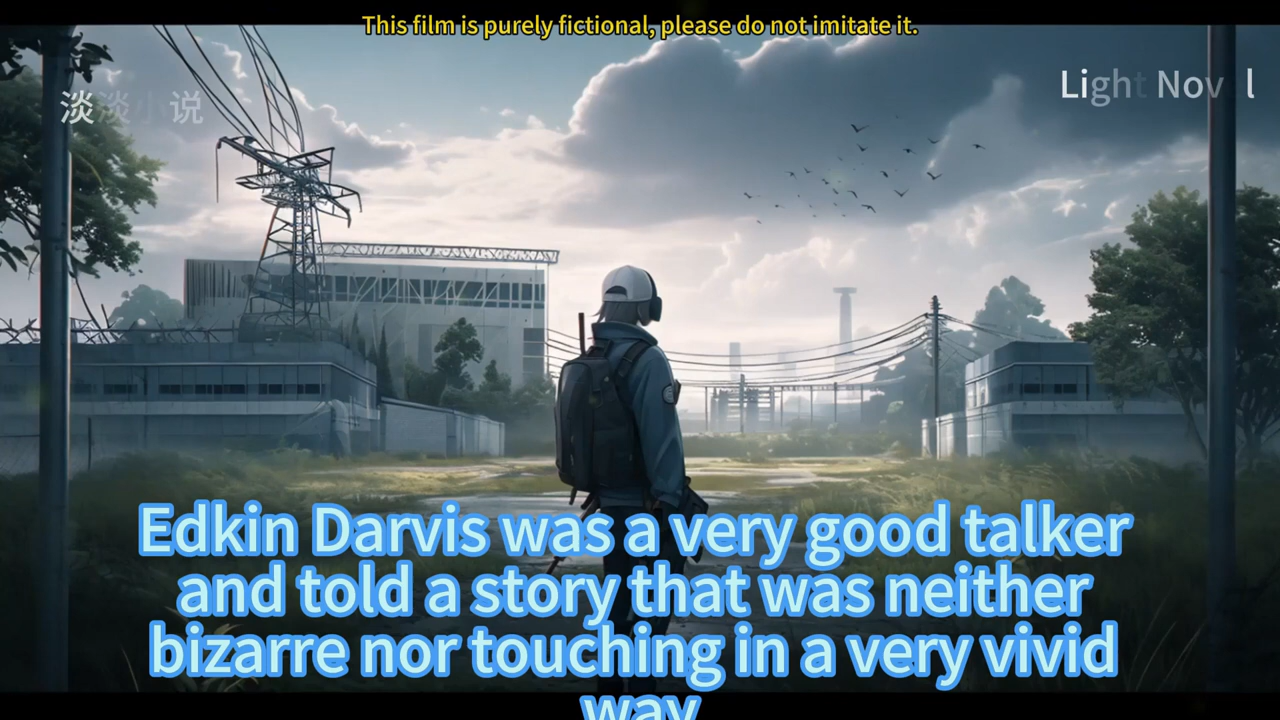 This film is purely fictional, please do not imitate it.
淡淡小说
Light Nov l
Edkin Darvis was a very good talker
and told a story that was neither
bizarre nor touching in a very vivid
way